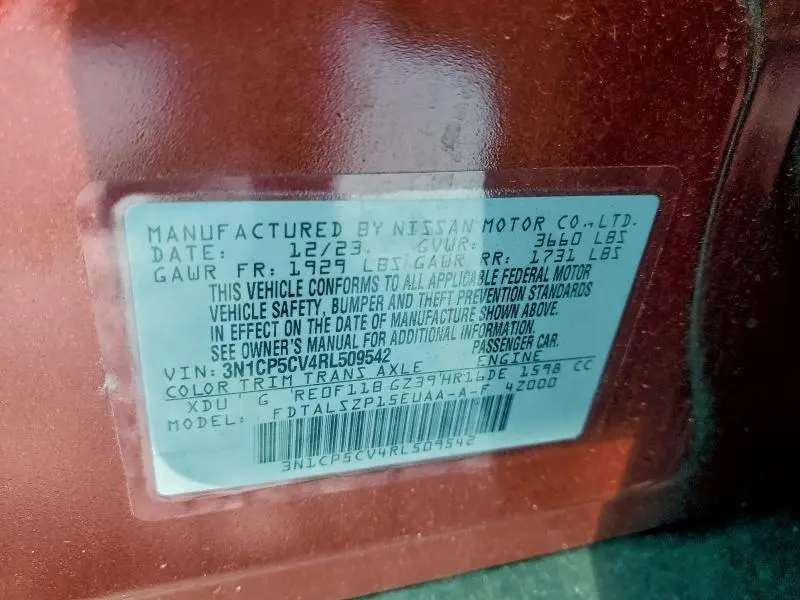 MANUFACTURED BY NISSAN MOTOR CO.,LTD.
DATE: 12/23. GVWR: 3660 LBS
GAWR FR: 1929 LBS GAWR RR: 1731 LBS
THIS VEHICLE CONFORMS TO ALL APPLICABLE FEDERAL MOTOR
VEHICLE SAFETY, BUMPER AND THEFT PREVENTION STANDARDS
IN EFFECT ON THE DATE OF MANUFACTURE SHOWN ABOVE.
SEE OWNER'S MANUAL FOR ADDITIONAL INFORMATION.
VIN: 3N1CP5CV4RL509542 PASSENGER CAR.
COLOR TRIM TRANS AXLE ENGINE
XDU G RE0F11B GZ39 HR16DE 1598 CC
MODEL: FDTALSZP15EUAA-A-F 4Z000
3N1CP5CV4RL509542